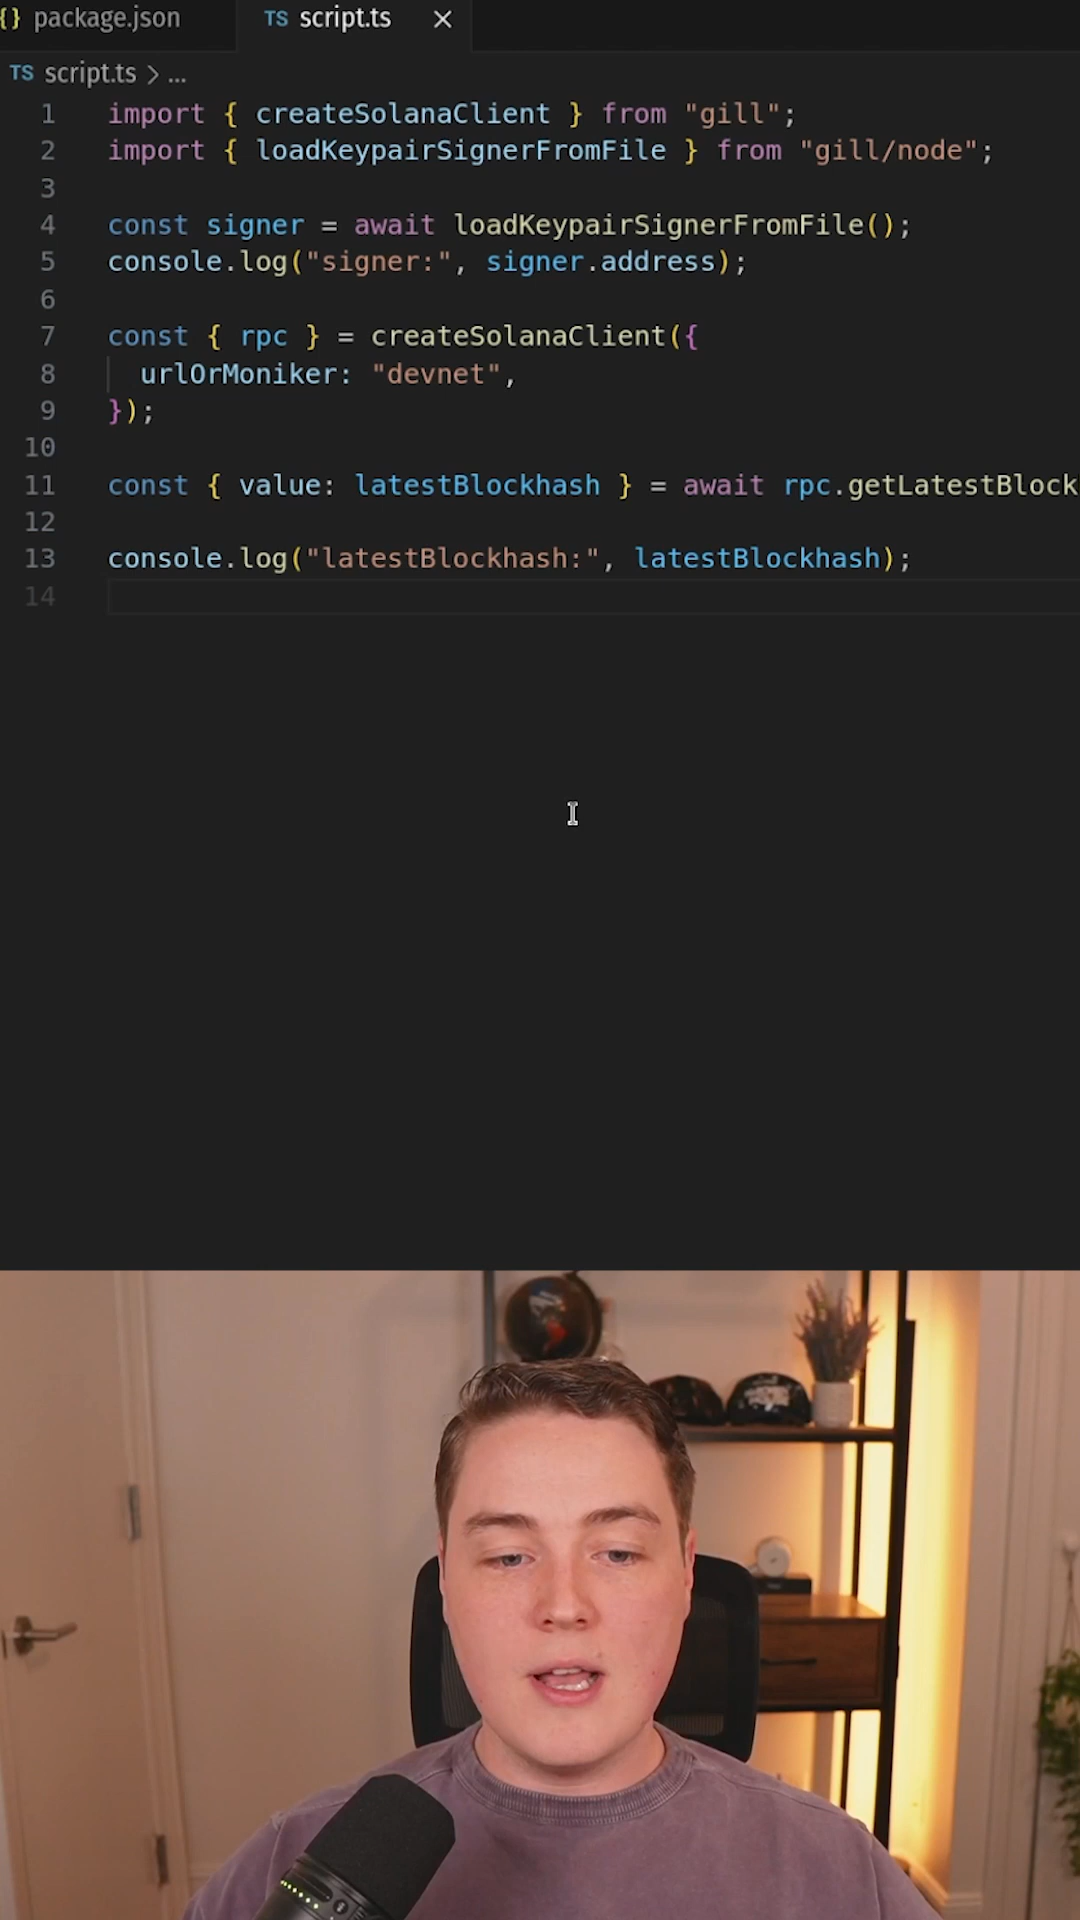 {} package.json
TS script.ts ×
TS script.ts > ...
1 import { createSolanaClient } from "gill";
2 import { loadKeypairSignerFromFile } from "gill/node";
3
4 const signer = await loadKeypairSignerFromFile();
5 console.log("signer:", signer.address);
6
7 const { rpc } = createSolanaClient({
8 urlOrMoniker: "devnet",
9 });
10
11 const { value: latestBlockhash } = await rpc.getLatestBlock
12
13 console.log("latestBlockhash:", latestBlockhash);
14